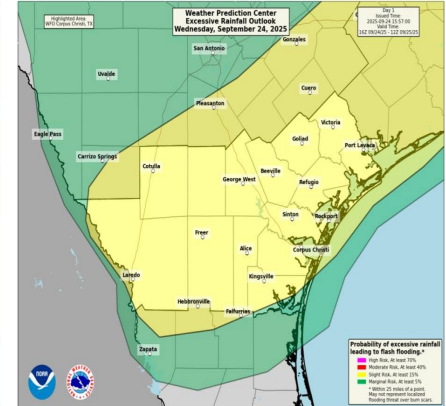 Weather Prediction Center
Excessive Rainfall Outlook
Wednesday, September 24, 2025
Highlighted Area:
WFO Corpus Christi, TX
Day 1
Issued Time:
2025-09-24 15:57:00
Valid Time:
16Z 09/24/25 - 12Z 09/25/25
Gonzales
San Antonio
Uvalde
Cuero
Pleasanton
Victoria
Eagle Pass
Goliad
Port Lavaca
Carrizo Springs
Cotulla
Beeville
George West
Refugio
Sinton
Rockport
Freer
Alice
Corpus Christi
Laredo
Kingsville
Hebbronville
Falfurrias
Zapata
Probability of excessive rainfall
leading to flash flooding.*
High Risk, At least 70%
Moderate Risk, At least 40%
Slight Risk, At least 15%
Marginal Risk, At least 5%
* Within 25 miles of a point.
May not represent localized
flooding threat over burn scars.
NOAA